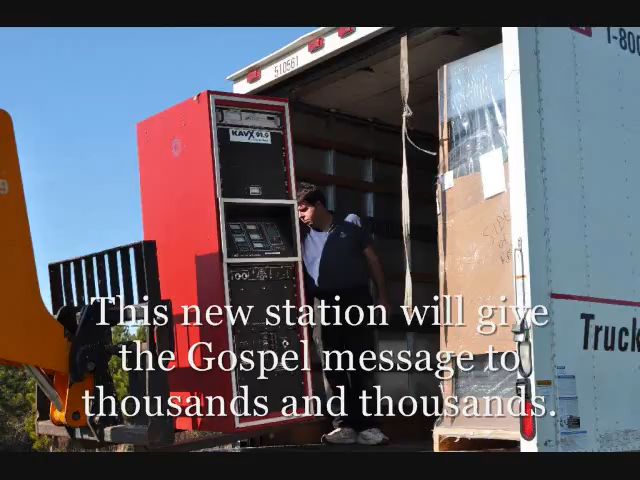 510561
1-800
KAVX 91.9
SIDE
Truck
This new station will give
the Gospel message to
thousands and thousands.